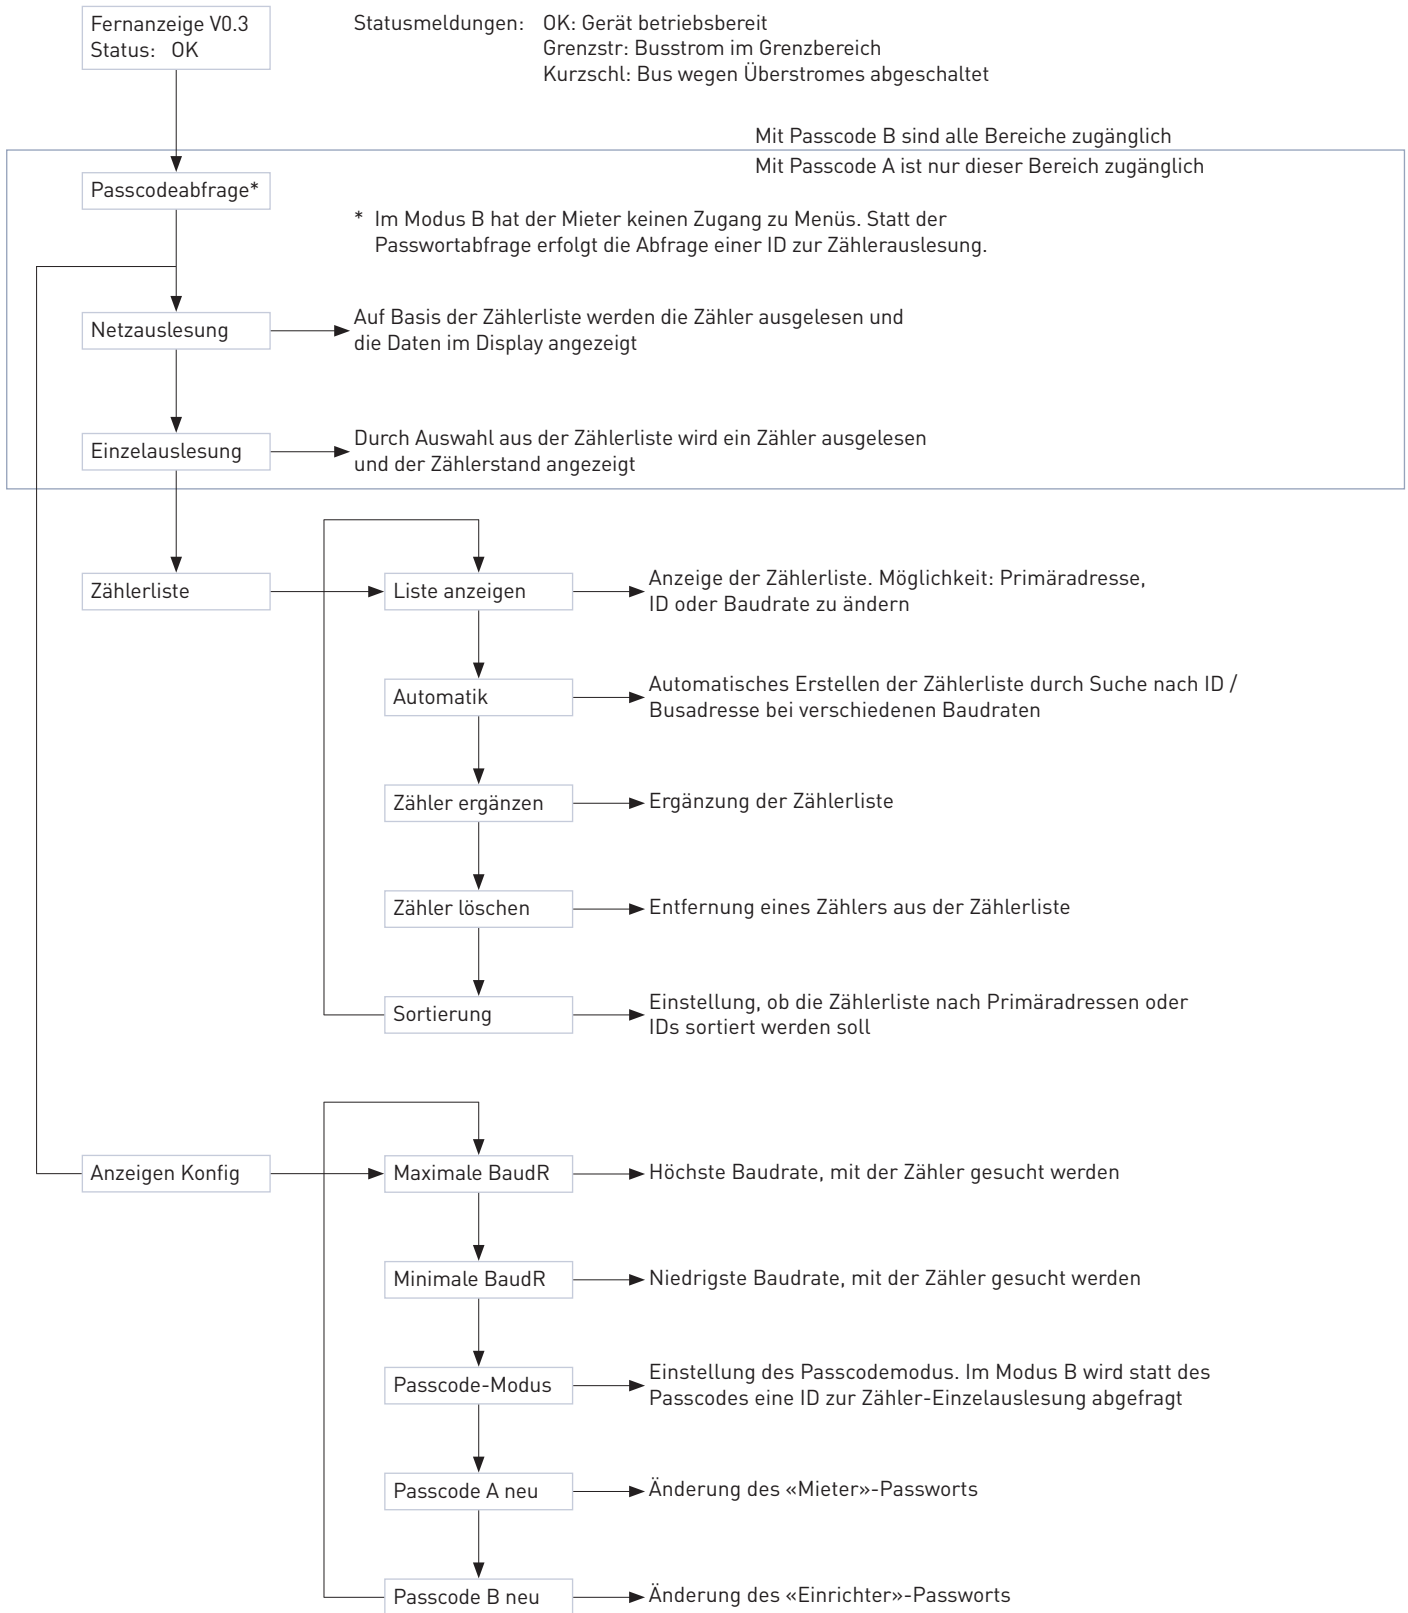 Fernanzeige V0.3
Status: OK
Statusmeldungen: OK: Gerät betriebsbereit
Grenzstr: Busstrom im Grenzbereich
Kurzschl: Bus wegen Überstromes abgeschaltet
Mit Passcode B sind alle Bereiche zugänglich
Mit Passcode A ist nur dieser Bereich zugänglich
Passcodeabfrage*
* Im Modus B hat der Mieter keinen Zugang zu Menüs. Statt der
Passwortabfrage erfolgt die Abfrage einer ID zur Zählerauslesung.
Netzauslesung
Auf Basis der Zählerliste werden die Zähler ausgelesen und
die Daten im Display angezeigt
Einzelauslesung
Durch Auswahl aus der Zählerliste wird ein Zähler ausgelesen
und der Zählerstand angezeigt
Zählerliste
Liste anzeigen
Anzeige der Zählerliste. Möglichkeit: Primäradresse,
ID oder Baudrate zu ändern
Automatik
Automatisches Erstellen der Zählerliste durch Suche nach ID /
Busadresse bei verschiedenen Baudraten
Zähler ergänzen
Ergänzung der Zählerliste
Zähler löschen
Entfernung eines Zählers aus der Zählerliste
Sortierung
Einstellung, ob die Zählerliste nach Primäradressen oder
IDs sortiert werden soll
Anzeigen Konfig
Maximale BaudR
Höchste Baudrate, mit der Zähler gesucht werden
Minimale BaudR
Niedrigste Baudrate, mit der Zähler gesucht werden
Passcode-Modus
Einstellung des Passcodemodus. Im Modus B wird statt des
Passcodes eine ID zur Zähler-Einzelauslesung abgefragt
Passcode A neu
Änderung des «Mieter»-Passworts
Passcode B neu
Änderung des «Einrichter»-Passworts